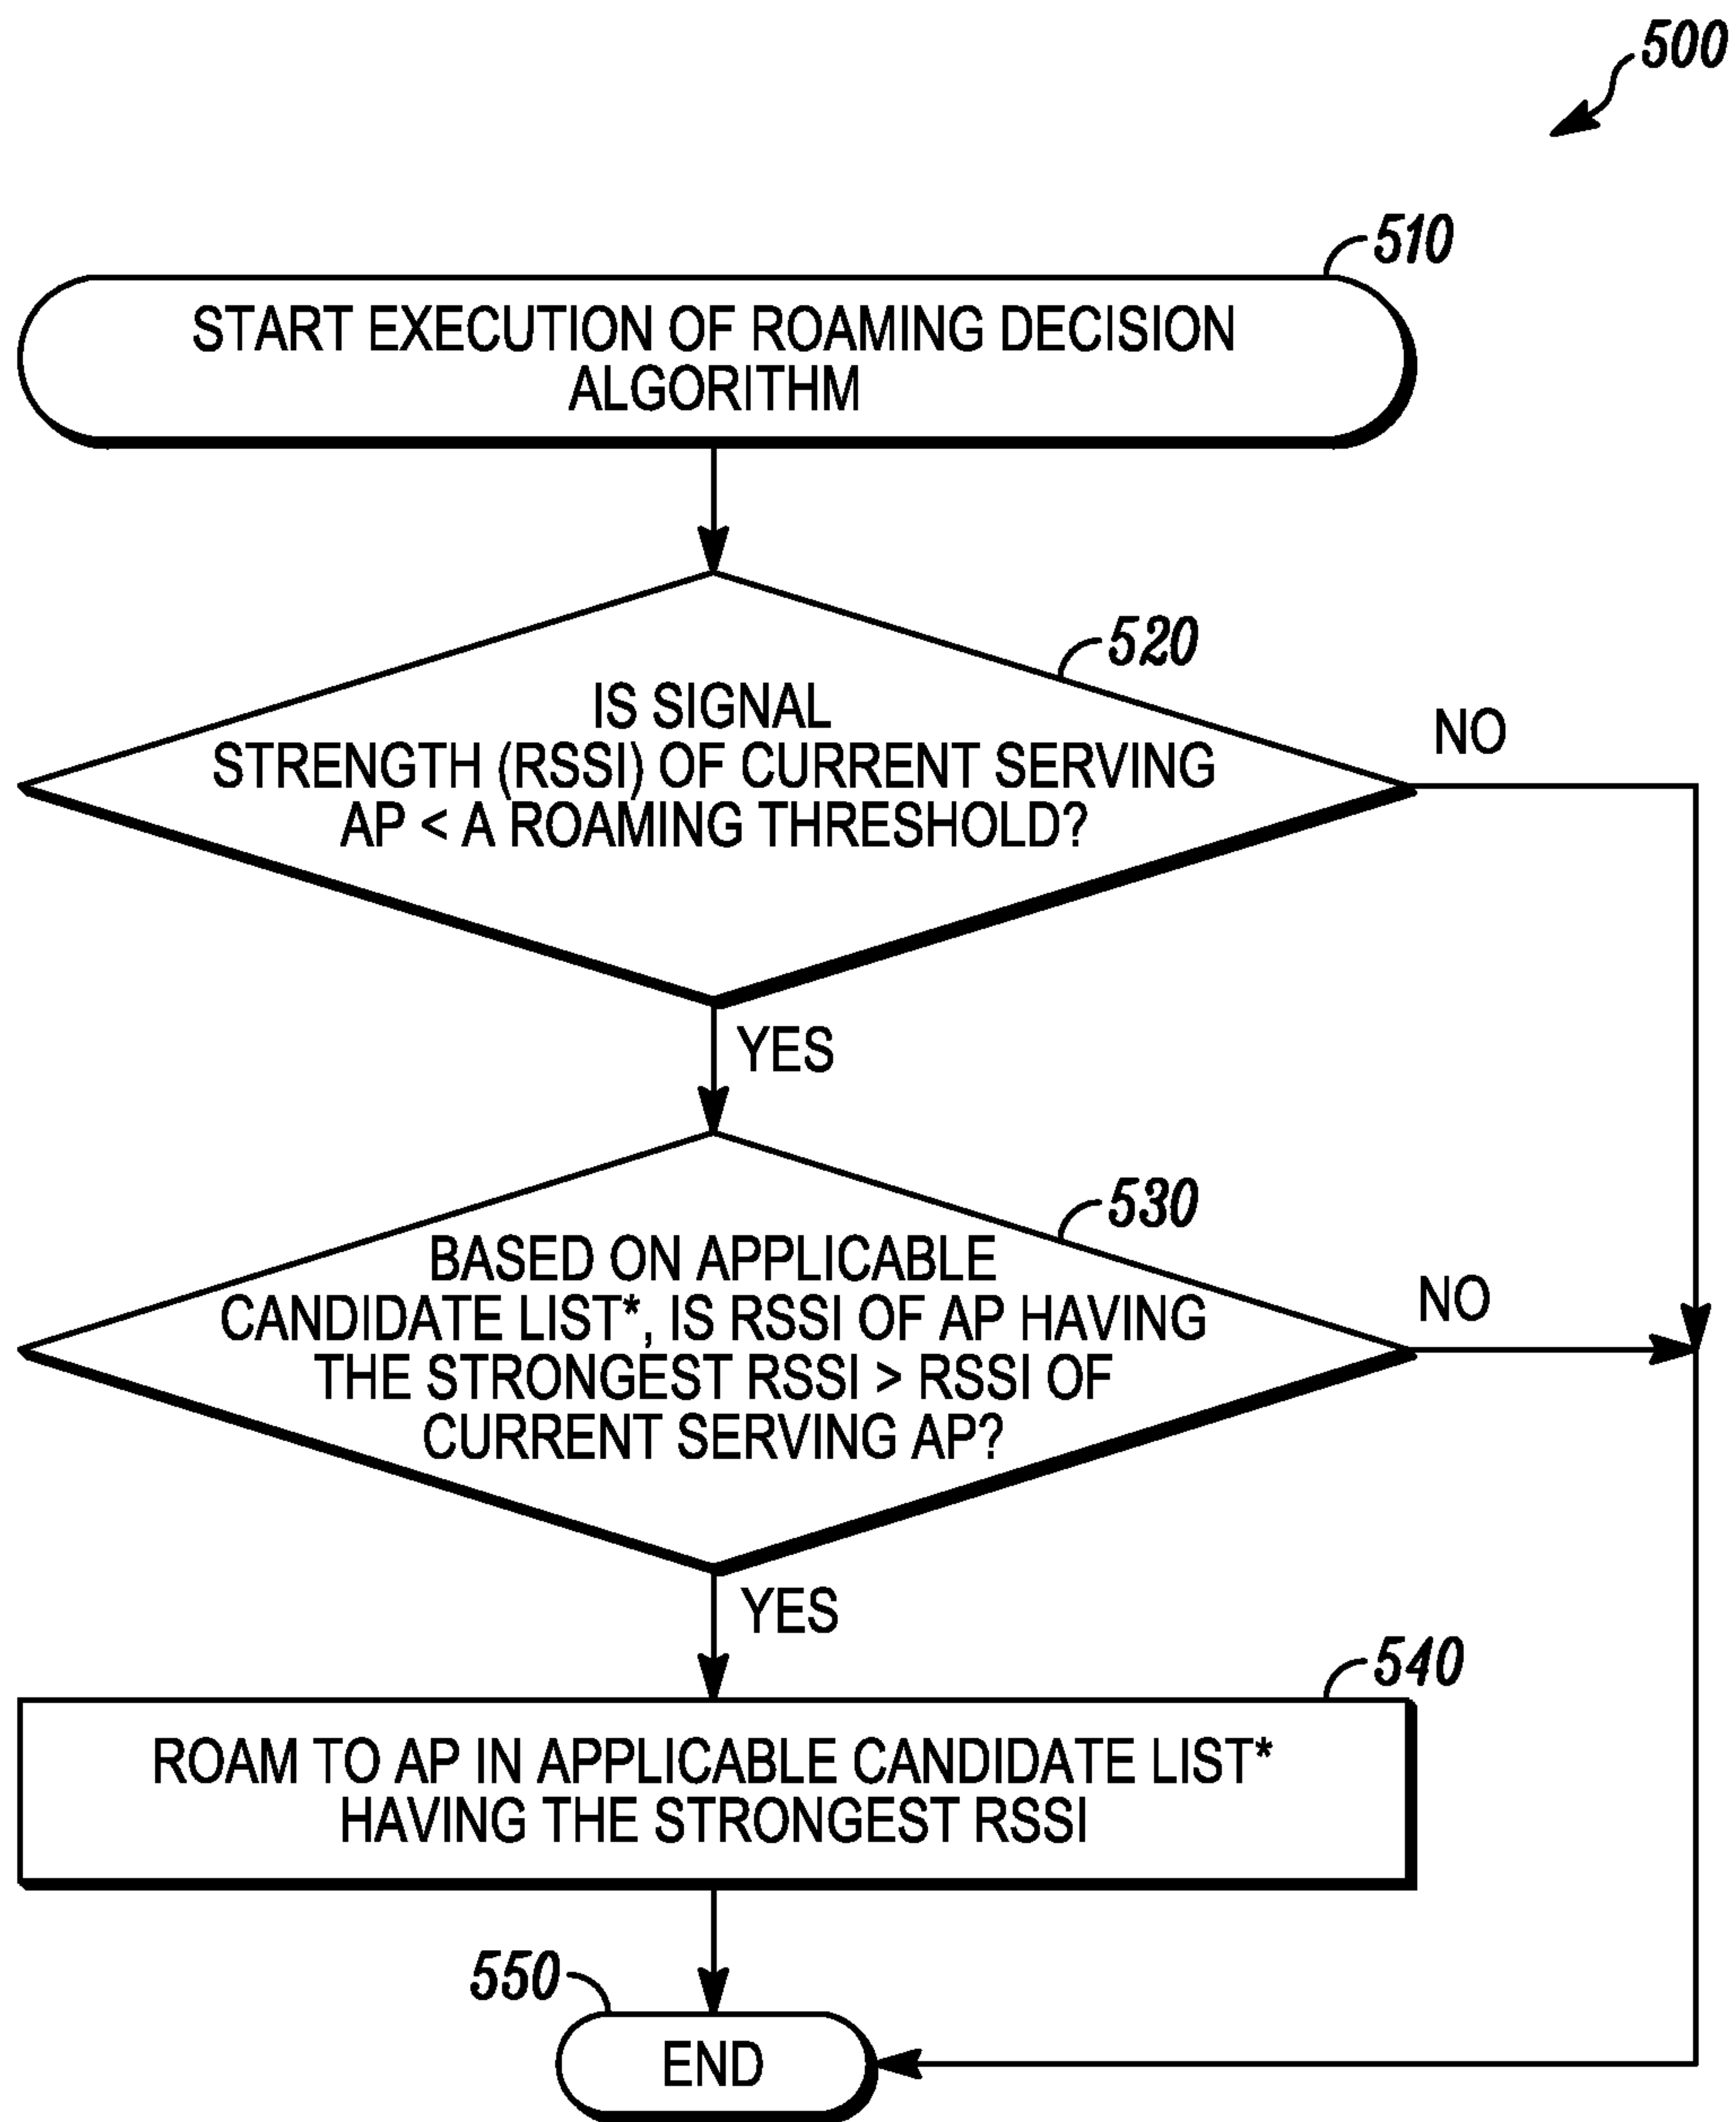 500
510
START EXECUTION OF ROAMING DECISION
ALGORITHM
520
IS SIGNAL
STRENGTH (RSSI) OF CURRENT SERVING
AP < A ROAMING THRESHOLD?
NO
YES
530
BASED ON APPLICABLE
CANDIDATE LIST*, IS RSSI OF AP HAVING
THE STRONGEST RSSI > RSSI OF
CURRENT SERVING AP?
NO
YES
540
ROAM TO AP IN APPLICABLE CANDIDATE LIST*
HAVING THE STRONGEST RSSI
550
END